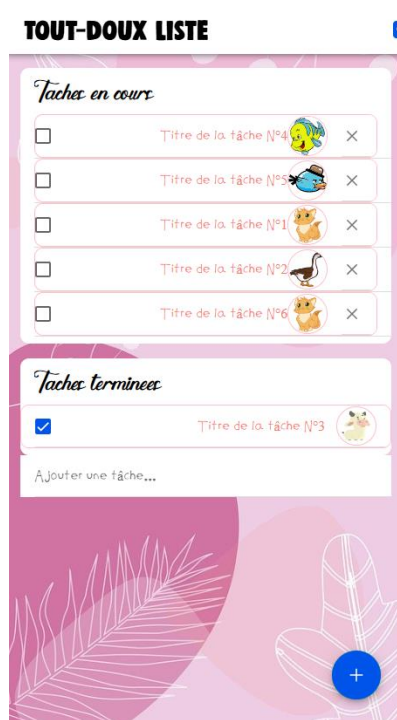 TOUT-DOUX LISTE
Taches en cours
Titre de la tâche N°4
Titre de la tâche N°5
Titre de la tâche N°1
Titre de la tâche N°2
Titre de la tâche N°6
Taches terminees
Titre de la tâche N°3
Ajouter une tâche...